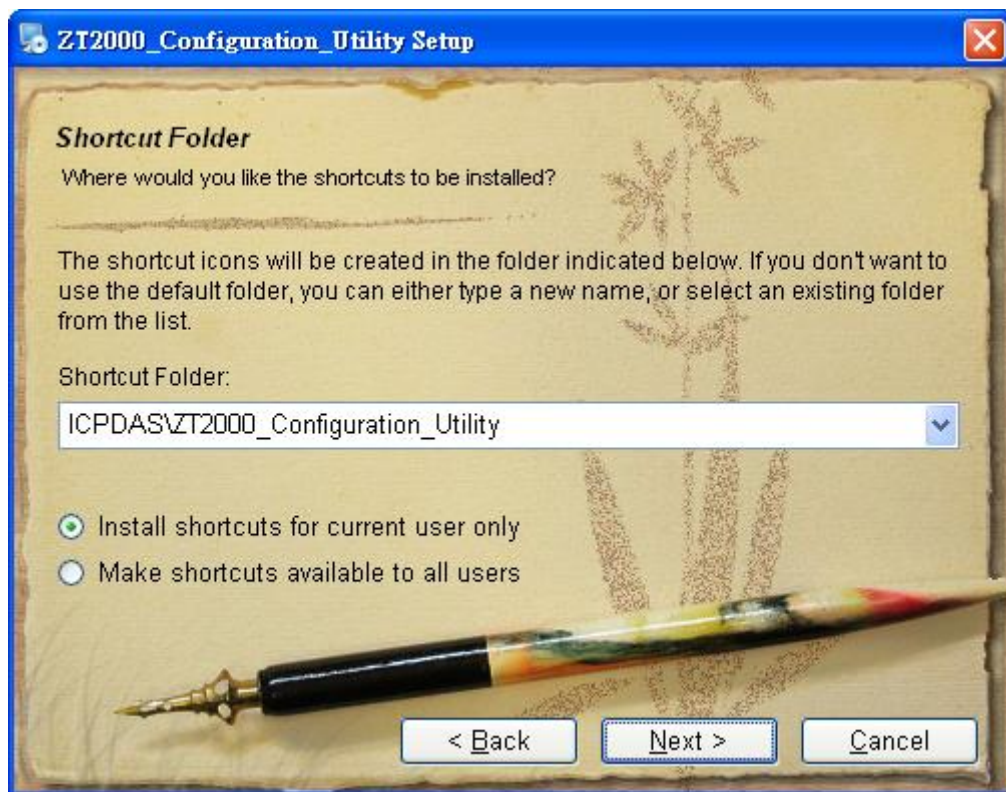 ZT2000_Configuration_Utility Setup
Shortcut Folder
Where would you like the shortcuts to be installed?
The shortcut icons will be created in the folder indicated below. If you don't want to
use the default folder, you can either type a new name, or select an existing folder
from the list.
Shortcut Folder:
ICPDAS\ZT2000_Configuration_Utility
Install shortcuts for current user only
Make shortcuts available to all users
< Back
Next >
Cancel